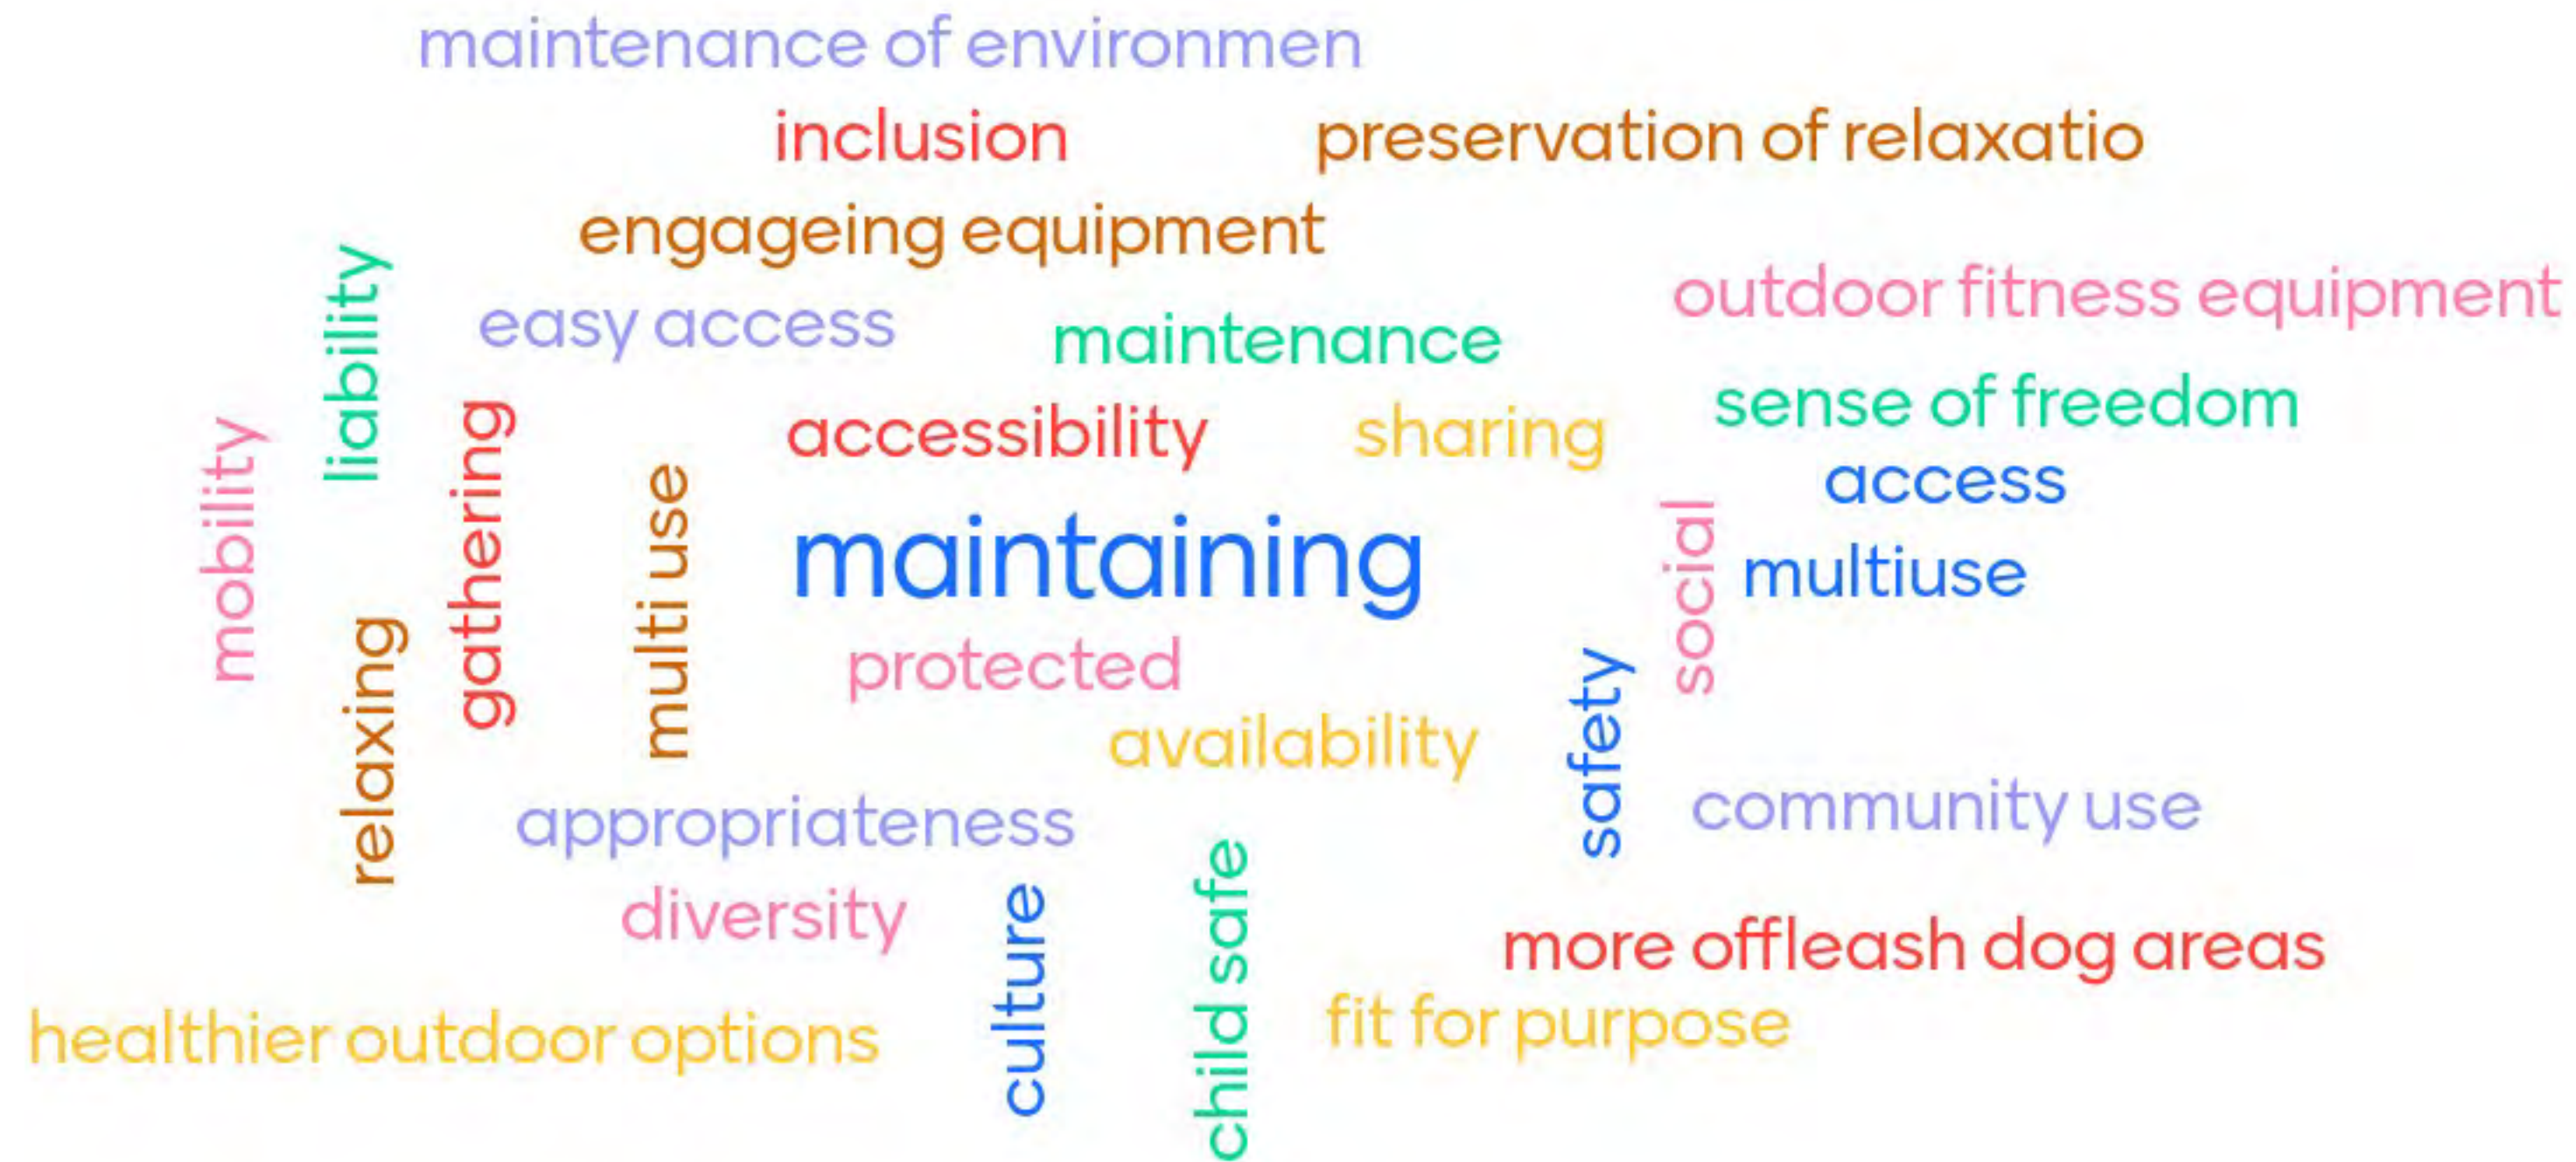 maintenance of environmen
inclusion
preservation of relaxatio
engageing equipment
liability
outdoor fitness equipment
easy access
maintenance
sense of freedom
mobility
gathering
accessibility
sharing
access
multi use
maintaining
social
multiuse
relaxing
protected
safety
availability
appropriateness
community use
diversity
culture
child safe
more offleash dog areas
healthier outdoor options
fit for purpose